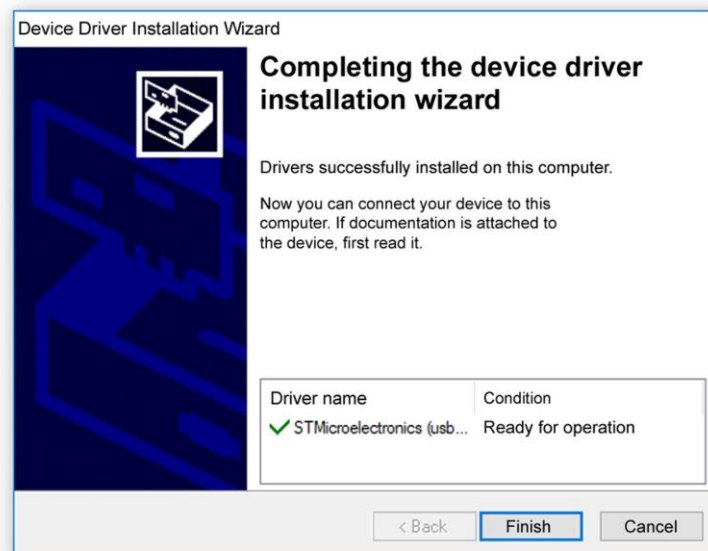 Device Driver Installation Wizard
Completing the device driver
installation wizard
Drivers successfully installed on this computer.
Now you can connect your device to this
computer. If documentation is attached to
the device, first read it.
Driver name Condition
STMicroelectronics (usb... Ready for operation
< Back Finish Cancel